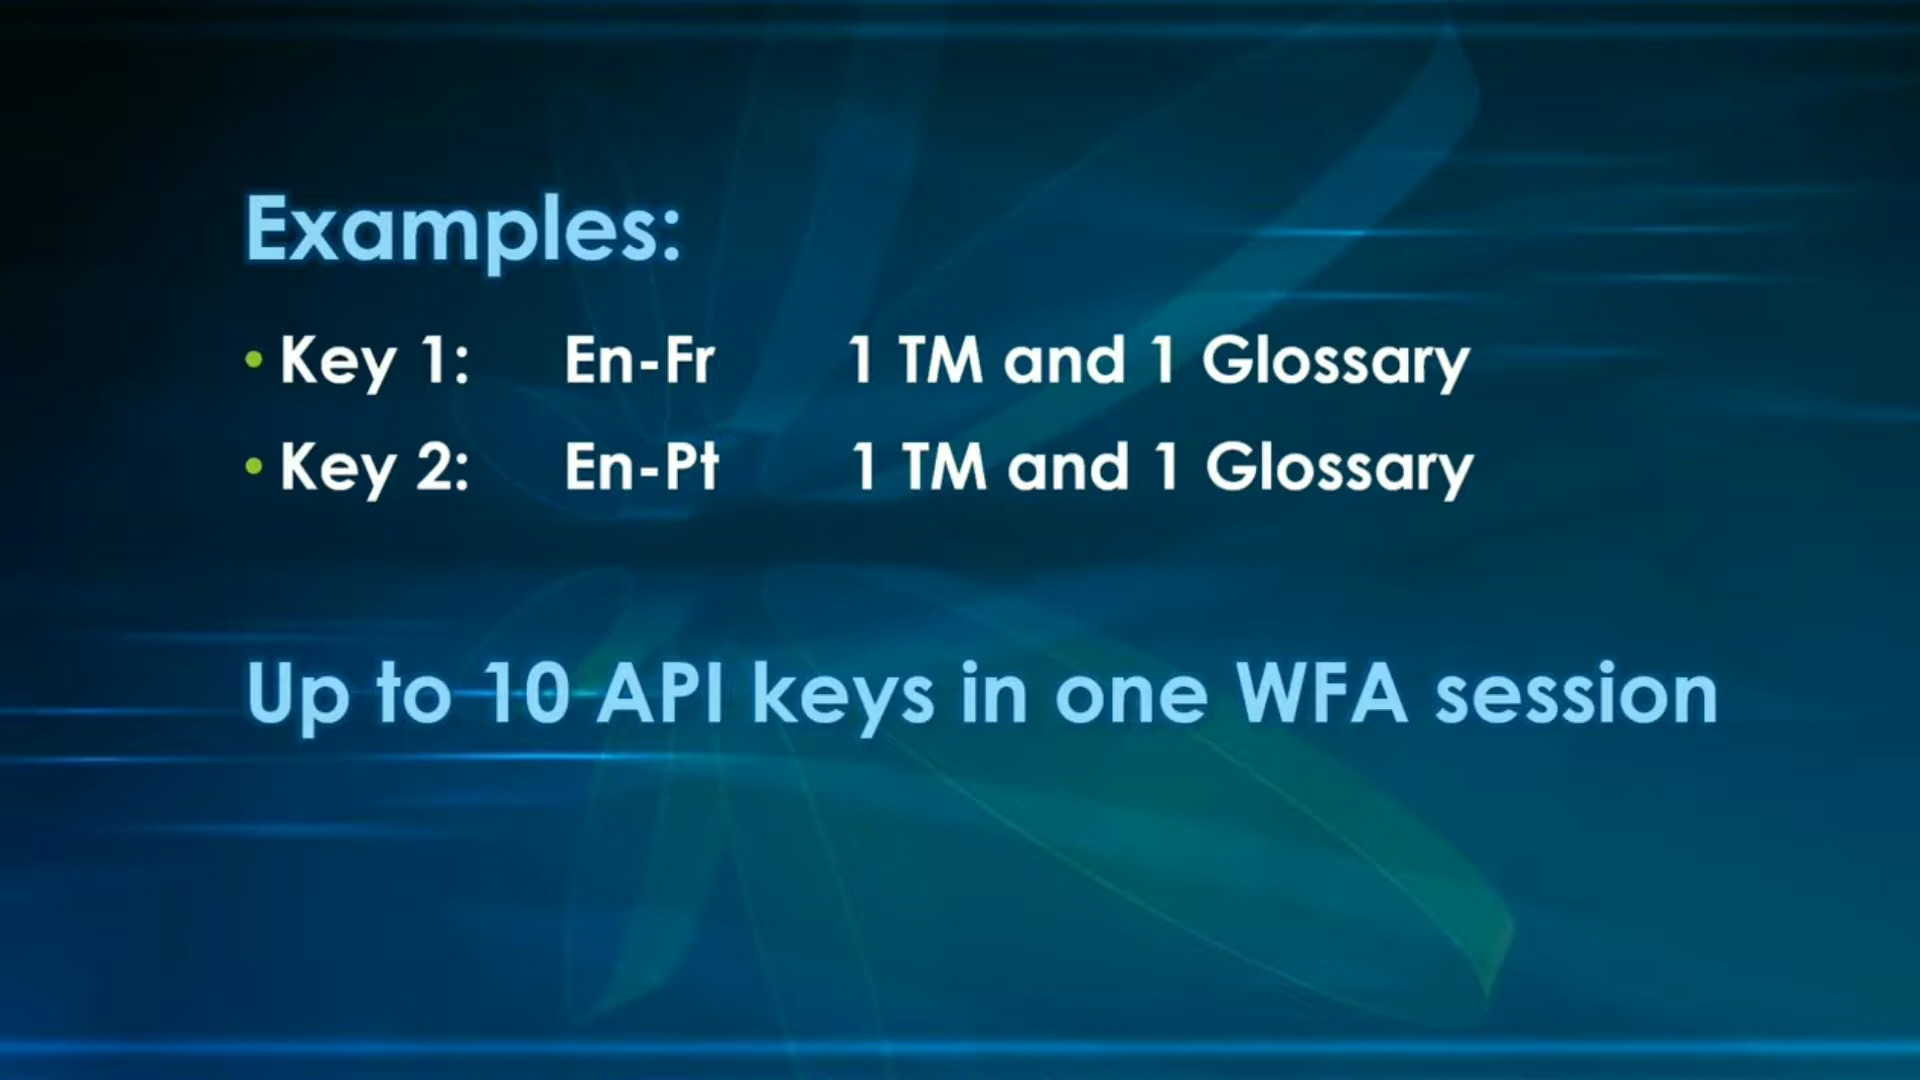 Examples:
• Key 1: En-Fr 1 TM and 1 Glossary
• Key 2: En-Pt 1 TM and 1 Glossary
Up to 10 API keys in one WFA session